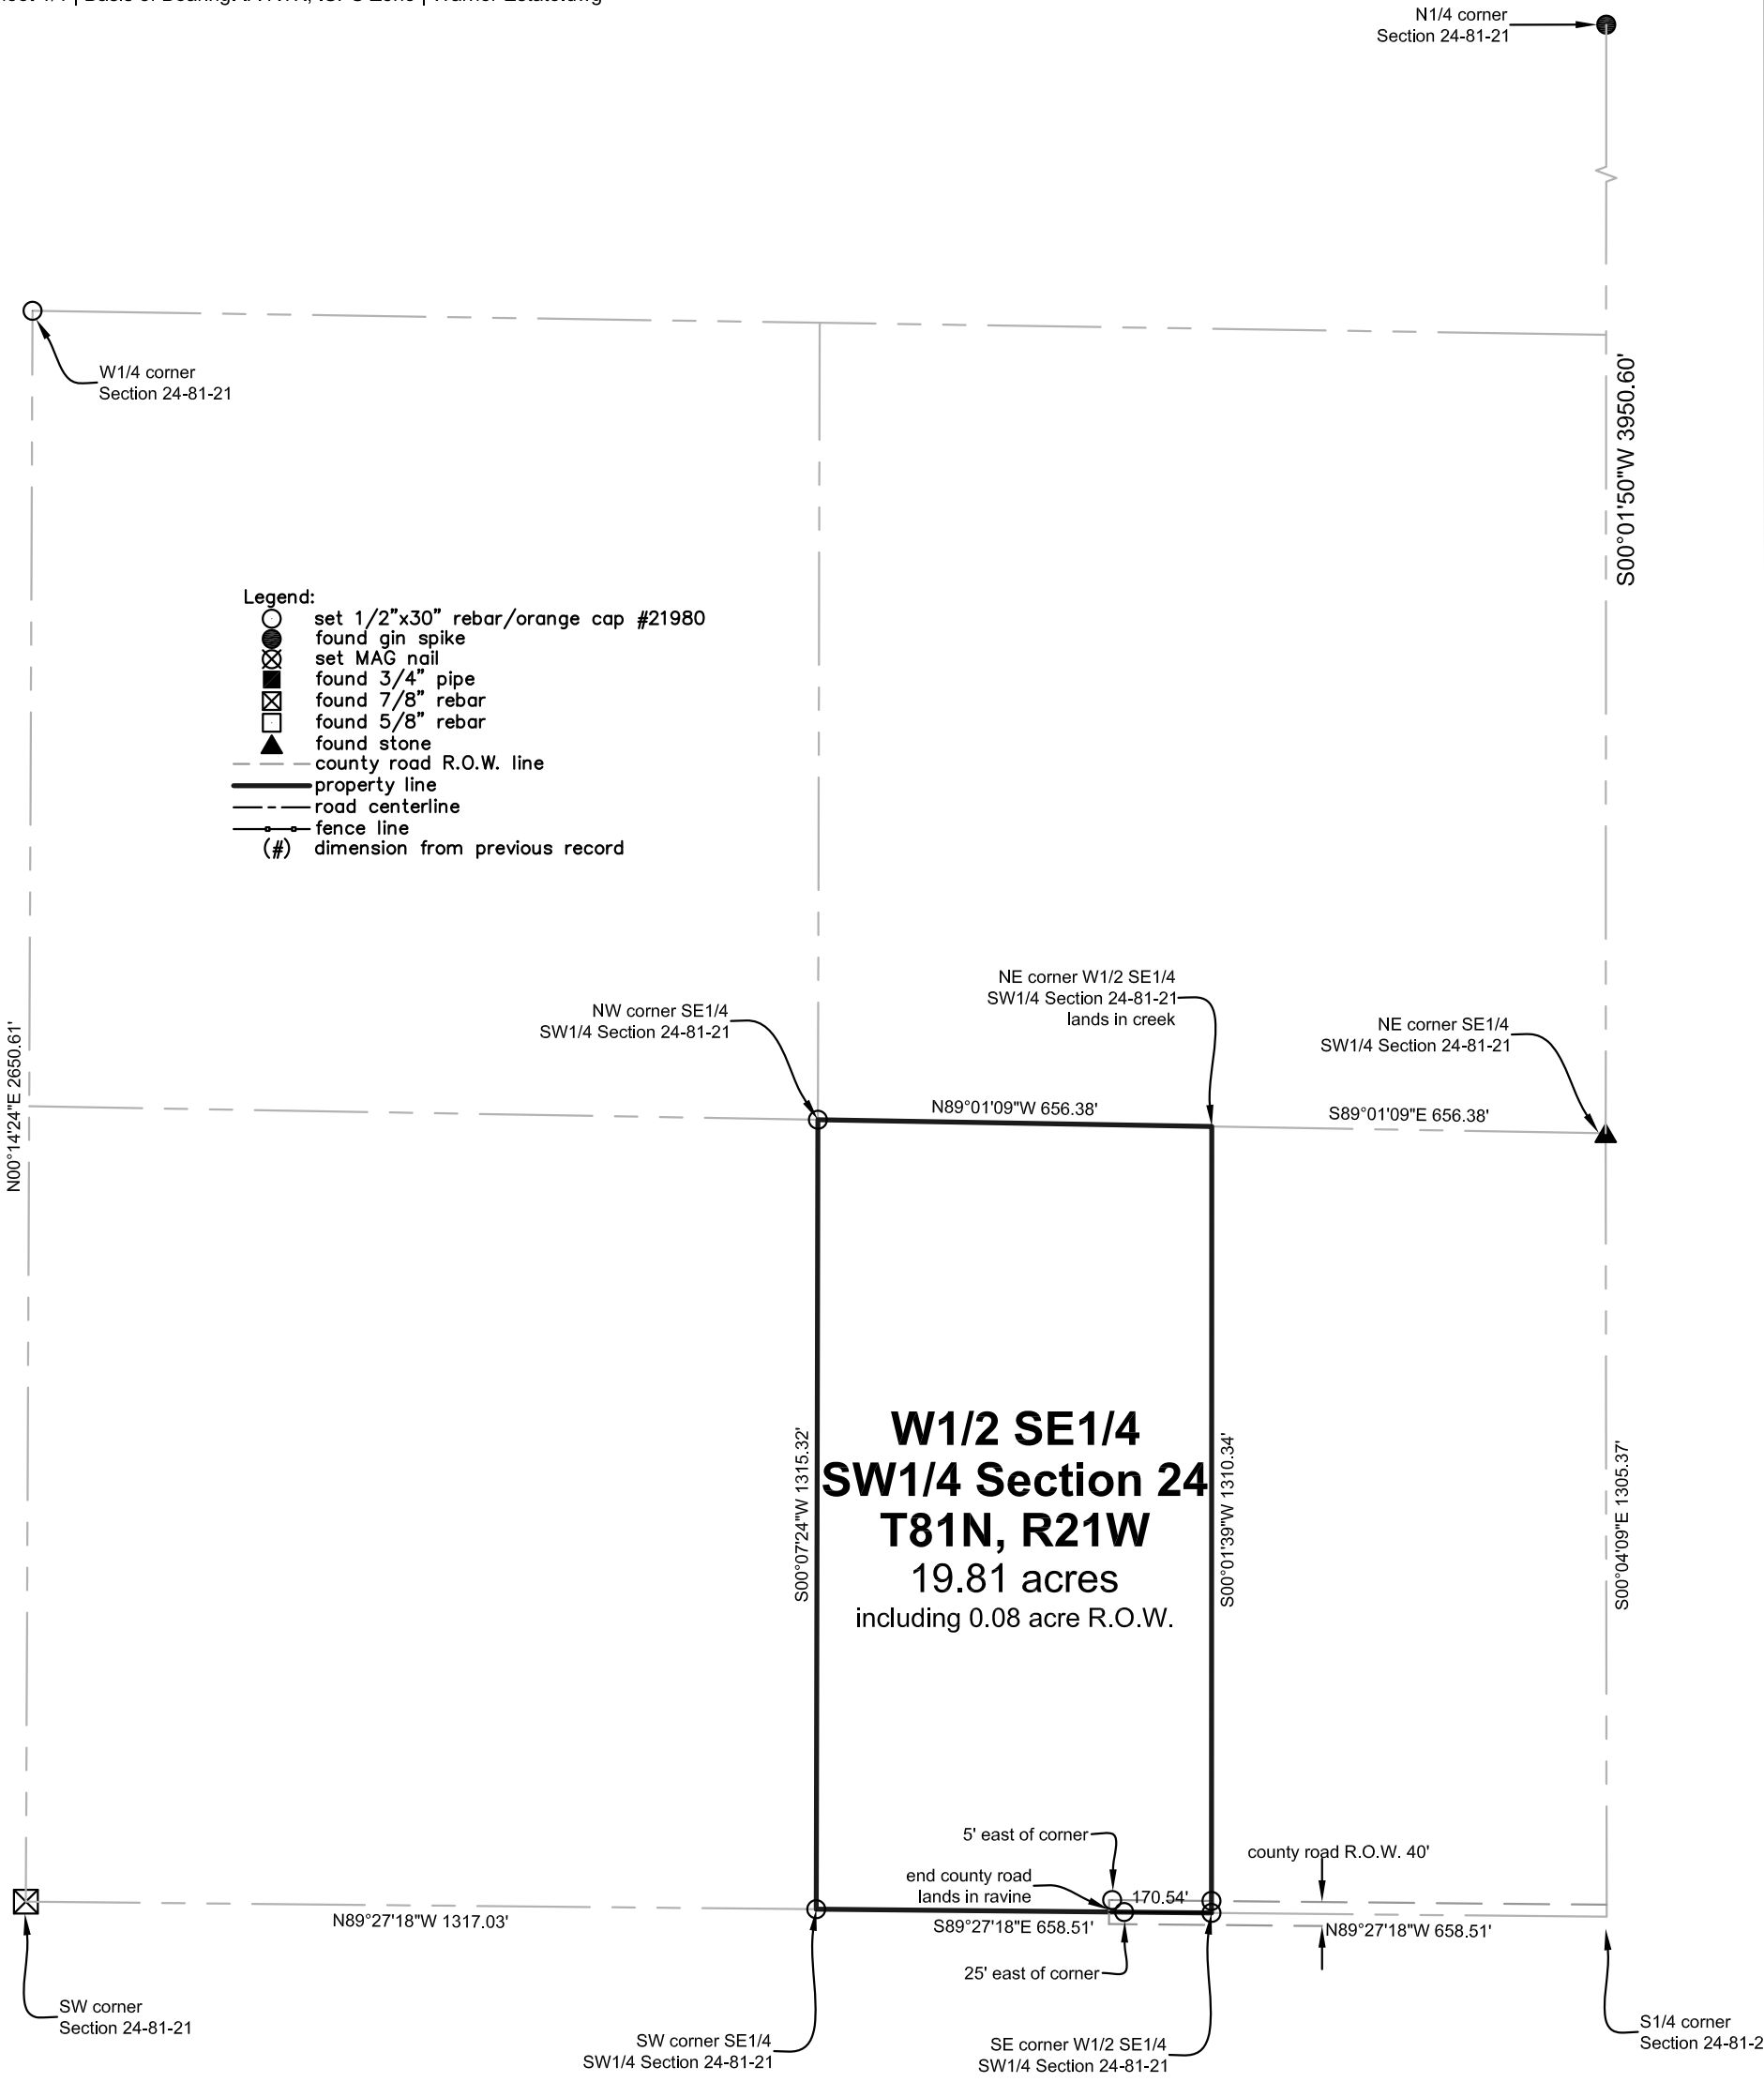 N1/4 corner
Section 24-81-21
W1/4 corner
Section 24-81-21
S00°01'50"W 3950.60'
Legend:
set 1/2"x30" rebar/orange cap #21980
found gin spike
set MAG nail
found 3/4" pipe
found 7/8" rebar
found 5/8" rebar
found stone
county road R.O.W. line
property line
road centerline
fence line
(#) dimension from previous record
NE corner W1/2 SE1/4
SW1/4 Section 24-81-21
lands in creek
NW corner SE1/4
SW1/4 Section 24-81-21
NE corner SE1/4
SW1/4 Section 24-81-21
N00°14'24"E 2650.61'
N89°01'09"W 656.38'
S89°01'09"E 656.38'
S00°07'24"W 1315.32'
W1/2 SE1/4
SW1/4 Section 24
T81N, R21W
19.81 acres
including 0.08 acre R.O.W.
S00°01'39"W 1310.34'
S00°04'09"E 1305.37'
5' east of corner
county road R.O.W. 40'
end county road
lands in ravine
170.54'
N89°27'18"W 1317.03'
S89°27'18"E 658.51'
N89°27'18"W 658.51'
25' east of corner
SW corner
Section 24-81-21
SW corner SE1/4
SW1/4 Section 24-81-21
SE corner W1/2 SE1/4
SW1/4 Section 24-81-21
S1/4 corner
Section 24-81-2